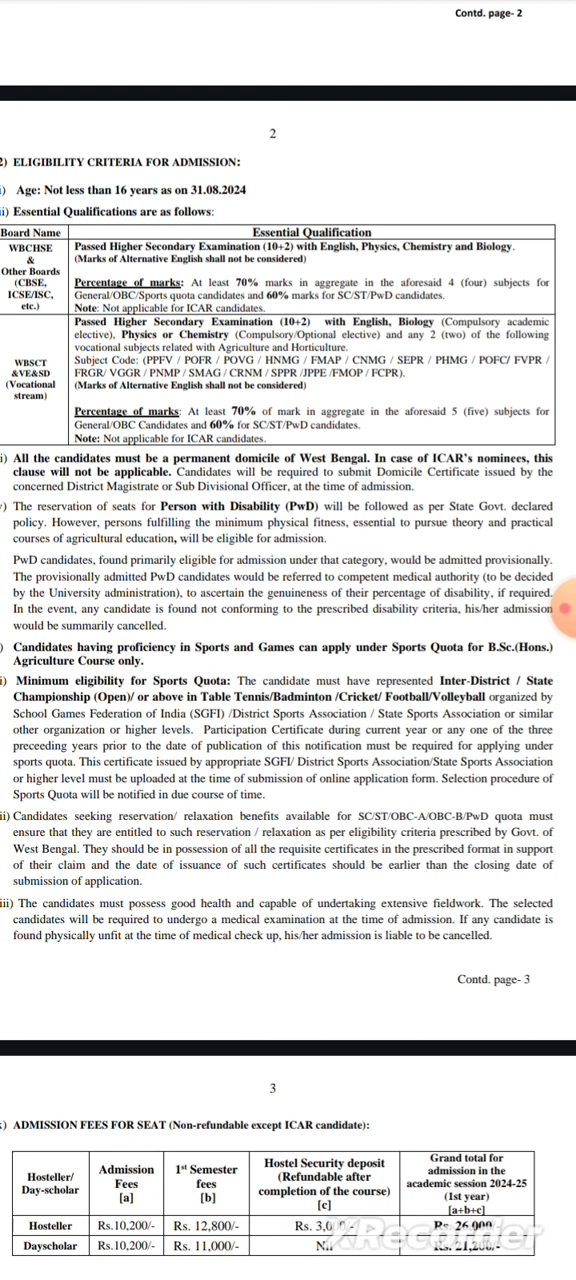 Contd. page- 2
2
2) ELIGIBILITY CRITERIA FOR ADMISSION:
i) Age: Not less than 16 years as on 31.08.2024
ii) Essential Qualifications are as follows:
Board Name Essential Qualification
WBCHSE & Other Boards (CBSE, ICSE/ISC, etc.)
Passed Higher Secondary Examination (10+2) with English, Physics, Chemistry and Biology.
(Marks of Alternative English shall not be considered)
Percentage of marks: At least 70% marks in aggregate in the aforesaid 4 (four) subjects for
General/OBC/Sports quota candidates and 60% marks for SC/ST/PwD candidates.
Note: Not applicable for ICAR candidates.
WBSCT &VE&SD (Vocational stream)
Passed Higher Secondary Examination (10+2) with English, Biology (Compulsory academic
elective), Physics or Chemistry (Compulsory/Optional elective) and any 2 (two) of the following
vocational subjects related with Agriculture and Horticulture.
Subject Code: (PPFV / POFR / POVG / HNMG / FMAP / CNMG / SEPR / PHMG / POFC/ FVPR /
FRGR/ VGGR / PNMP / SMAG / CRNM / SPPR /JPPE /FMOP / FCPR).
(Marks of Alternative English shall not be considered)
Percentage of marks: At least 70% of mark in aggregate in the aforesaid 5 (five) subjects for
General/OBC Candidates and 60% for SC/ST/PwD candidates.
Note: Not applicable for ICAR candidates.
i) All the candidates must be a permanent domicile of West Bengal. In case of ICAR's nominees, this
clause will not be applicable. Candidates will be required to submit Domicile Certificate issued by the
concerned District Magistrate or Sub Divisional Officer, at the time of admission.
) The reservation of seats for Person with Disability (PwD) will be followed as per State Govt. declared
policy. However, persons fulfilling the minimum physical fitness, essential to pursue theory and practical
courses of agricultural education, will be eligible for admission.
PwD candidates, found primarily eligible for admission under that category, would be admitted provisionally.
The provisionally admitted PwD candidates would be referred to competent medical authority (to be decided
by the University administration), to ascertain the genuineness of their percentage of disability, if required.
In the event, any candidate is found not conforming to the prescribed disability criteria, his/her admission
would be summarily cancelled.
) Candidates having proficiency in Sports and Games can apply under Sports Quota for B.Sc.(Hons.)
Agriculture Course only.
i) Minimum eligibility for Sports Quota: The candidate must have represented Inter-District / State
Championship (Open)/ or above in Table Tennis/Badminton /Cricket/ Football/Volleyball organized by
School Games Federation of India (SGFI) /District Sports Association / State Sports Association or similar
other organization or higher levels. Participation Certificate during current year or any one of the three
preceeding years prior to the date of publication of this notification must be required for applying under
sports quota. This certificate issued by appropriate SGFI/ District Sports Association/State Sports Association
or higher level must be uploaded at the time of submission of online application form. Selection procedure of
Sports Quota will be notified in due course of time.
ii) Candidates seeking reservation/ relaxation benefits available for SC/ST/OBC-A/OBC-B/PwD quota must
ensure that they are entitled to such reservation / relaxation as per eligibility criteria prescribed by Govt. of
West Bengal. They should be in possession of all the requisite certificates in the prescribed format in support
of their claim and the date of issuance of such certificates should be earlier than the closing date of
submission of application.
iii) The candidates must possess good health and capable of undertaking extensive fieldwork. The selected
candidates will be required to undergo a medical examination at the time of admission. If any candidate is
found physically unfit at the time of medical check up, his/her admission is liable to be cancelled.
Contd. page- 3
3
) ADMISSION FEES FOR SEAT (Non-refundable except ICAR candidate):
Hosteller/ Day-scholar
Admission Fees [a]
1st Semester fees [b]
Hostel Security deposit (Refundable after completion of the course) [c]
Grand total for admission in the academic session 2024-25 (1st year) [a+b+c]
Hosteller Rs.10,200/- Rs. 12,800/- Rs. Rs. 26,000
Dayscholar Rs.10,200/- Rs. 11,000/- Nil Rs. 21,200/-
XRecorder